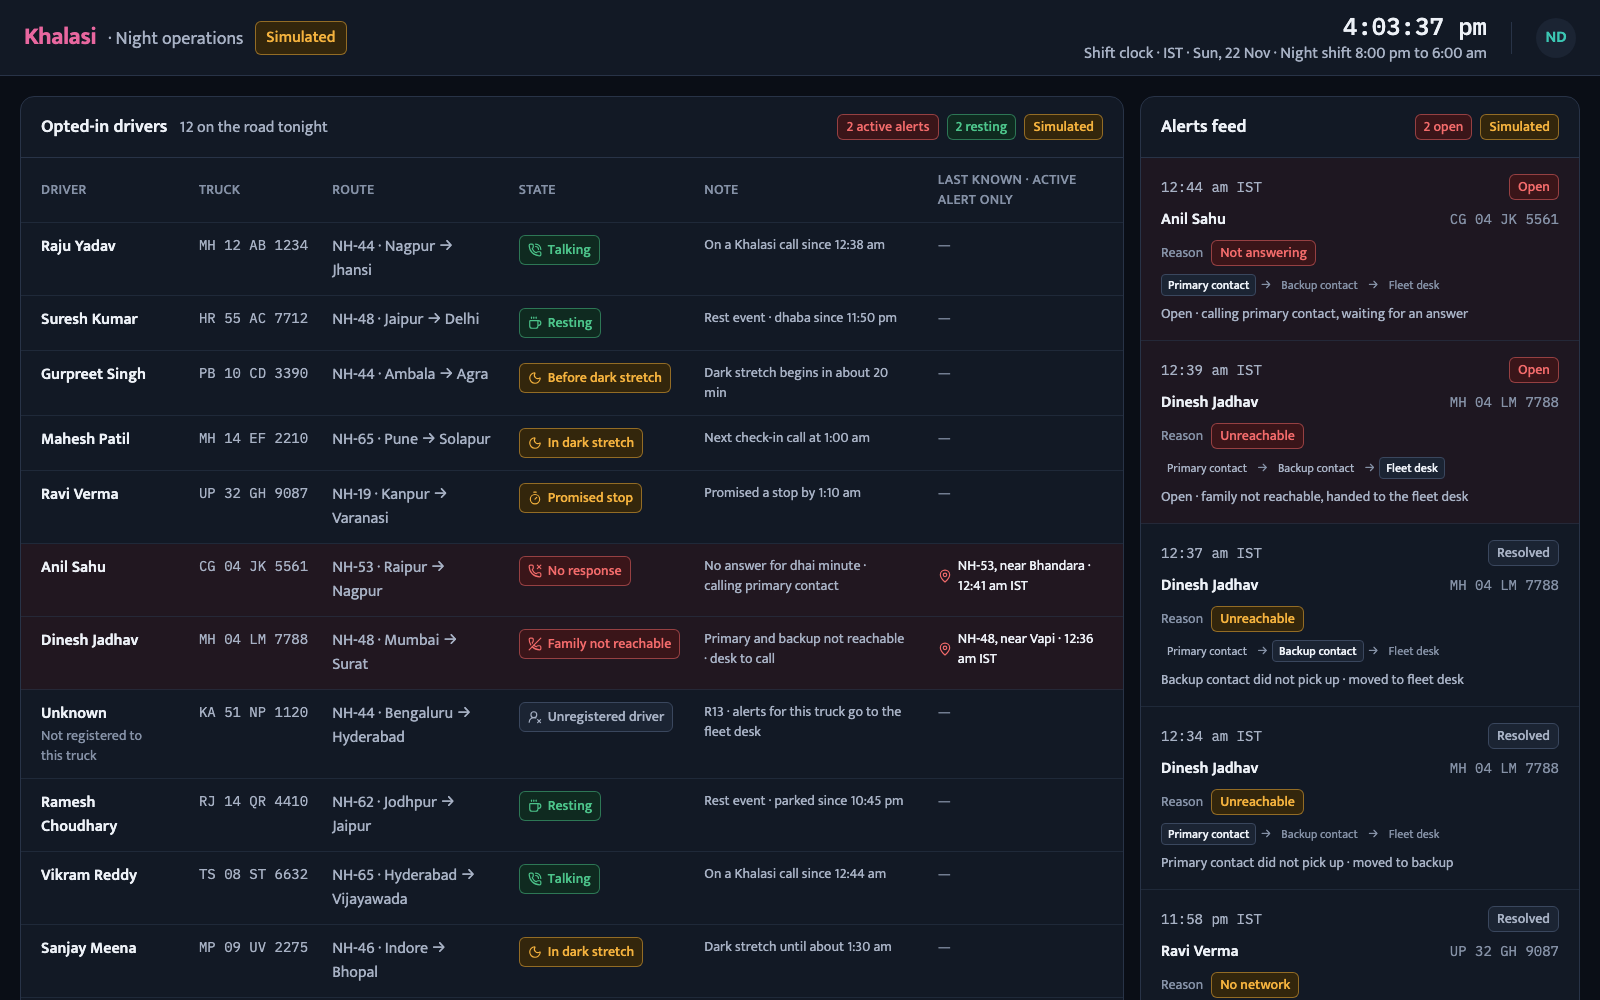 Khalasi · Night operations Simulated
4:03:37 pm
Shift clock · IST · Sun, 22 Nov · Night shift 8:00 pm to 6:00 am
ND
Opted-in drivers 12 on the road tonight 2 active alerts 2 resting Simulated
DRIVER TRUCK ROUTE STATE NOTE LAST KNOWN · ACTIVE
ALERT ONLY
Raju Yadav MH 12 AB 1234 NH-44 · Nagpur → Talking On a Khalasi call since 12:38 am —
Jhansi
Suresh Kumar HR 55 AC 7712 NH-48 · Jaipur → Delhi Resting Rest event · dhaba since 11:50 pm —
Gurpreet Singh PB 10 CD 3390 NH-44 · Ambala → Agra Before dark stretch Dark stretch begins in about 20 —
min
Mahesh Patil MH 14 EF 2210 NH-65 · Pune → Solapur In dark stretch Next check-in call at 1:00 am —
Ravi Verma UP 32 GH 9087 NH-19 · Kanpur → Promised stop Promised a stop by 1:10 am —
Varanasi
Anil Sahu CG 04 JK 5561 NH-53 · Raipur → No response No answer for dhai minute · NH-53, near Bhandara ·
Nagpur calling primary contact 12:41 am IST
Dinesh Jadhav MH 04 LM 7788 NH-48 · Mumbai → Family not reachable Primary and backup not reachable NH-48, near Vapi · 12:36
Surat · desk to call am IST
Unknown KA 51 NP 1120 NH-44 · Bengaluru → Unregistered driver R13 · alerts for this truck go to the —
Not registered to Hyderabad fleet desk
this truck
Ramesh RJ 14 QR 4410 NH-62 · Jodhpur → Resting Rest event · parked since 10:45 pm —
Choudhary Jaipur
Vikram Reddy TS 08 ST 6632 NH-65 · Hyderabad → Talking On a Khalasi call since 12:44 am —
Vijayawada
Sanjay Meena MP 09 UV 2275 NH-46 · Indore → In dark stretch Dark stretch until about 1:30 am —
Bhopal
Alerts feed 2 open Simulated
12:44 am IST Open
Anil Sahu CG 04 JK 5561
Reason Not answering
Primary contact → Backup contact → Fleet desk
Open · calling primary contact, waiting for an answer
12:39 am IST Open
Dinesh Jadhav MH 04 LM 7788
Reason Unreachable
Primary contact → Backup contact → Fleet desk
Open · family not reachable, handed to the fleet desk
12:37 am IST Resolved
Dinesh Jadhav MH 04 LM 7788
Reason Unreachable
Primary contact → Backup contact → Fleet desk
Backup contact did not pick up · moved to fleet desk
12:34 am IST Resolved
Dinesh Jadhav MH 04 LM 7788
Reason Unreachable
Primary contact → Backup contact → Fleet desk
Primary contact did not pick up · moved to backup
11:58 pm IST Resolved
Ravi Verma UP 32 GH 9087
Reason No network